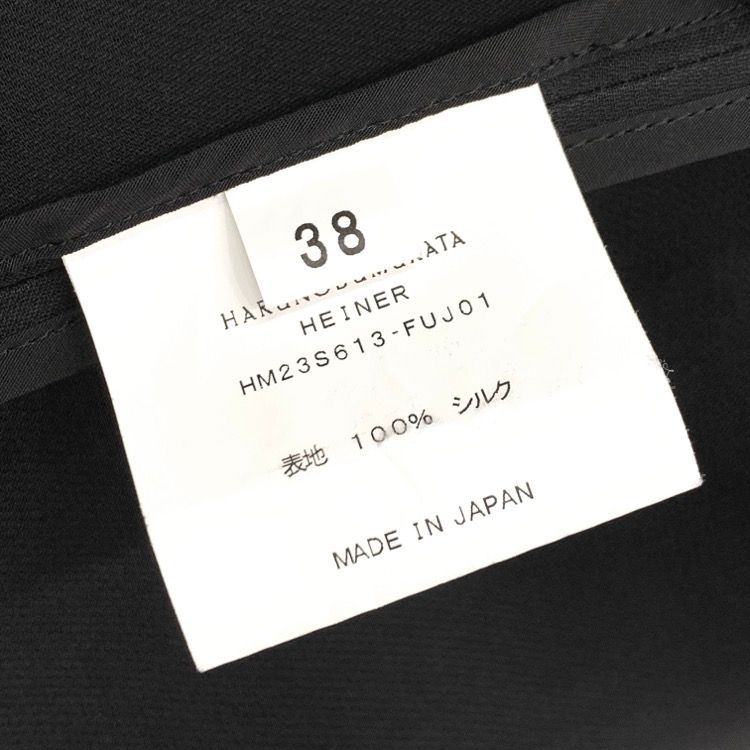 38
HARUNOBUMURATA
HEINER
HM23S613-FUJ01
表地 100% シルク
MADE IN JAPAN